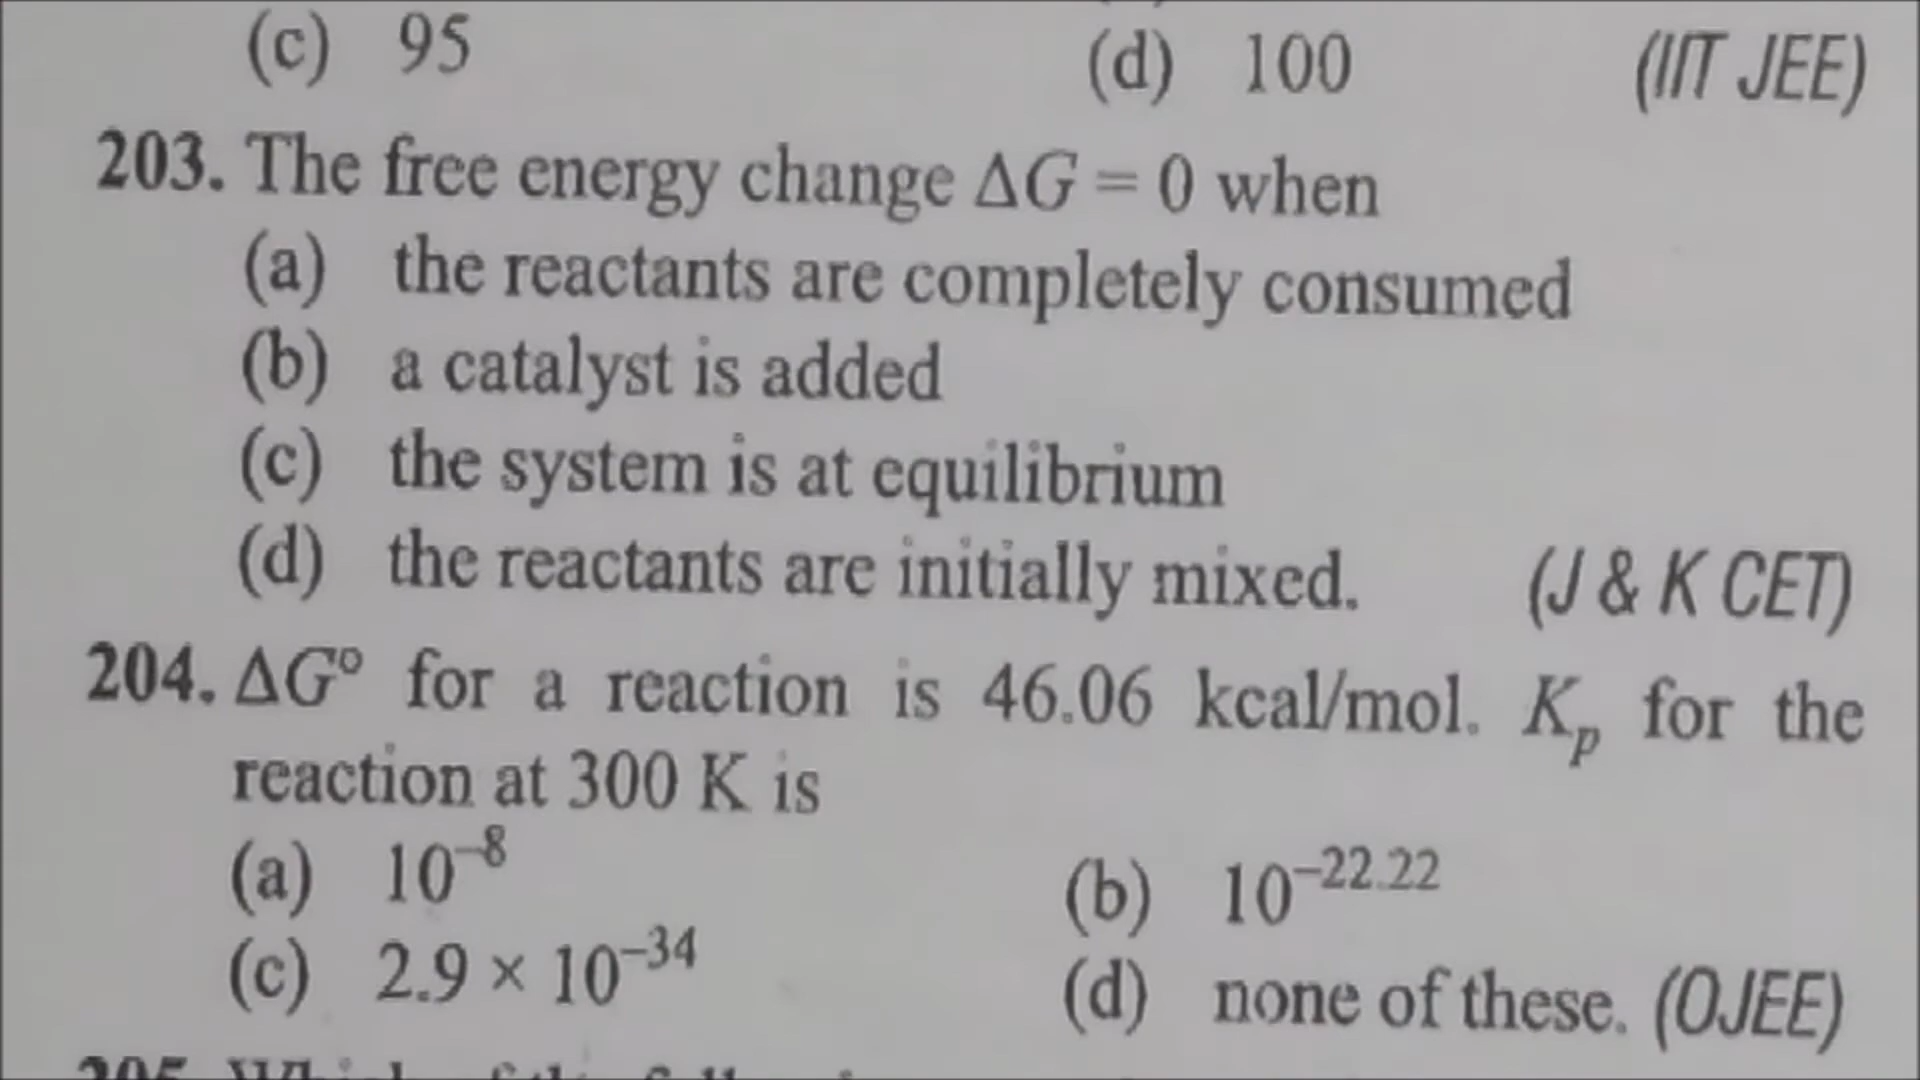 (c) 95 (d) 100 (IIT JEE)
203. The free energy change ΔG = 0 when
(a) the reactants are completely consumed
(b) a catalyst is added
(c) the system is at equilibrium
(d) the reactants are initially mixed. (J & K CET)
204. ΔG° for a reaction is 46.06 kcal/mol. Kₚ for the
reaction at 300 K is
(a) 10⁻⁸ (b) 10⁻²²·²²
(c) 2.9 × 10⁻³⁴ (d) none of these. (OJEE)
205.